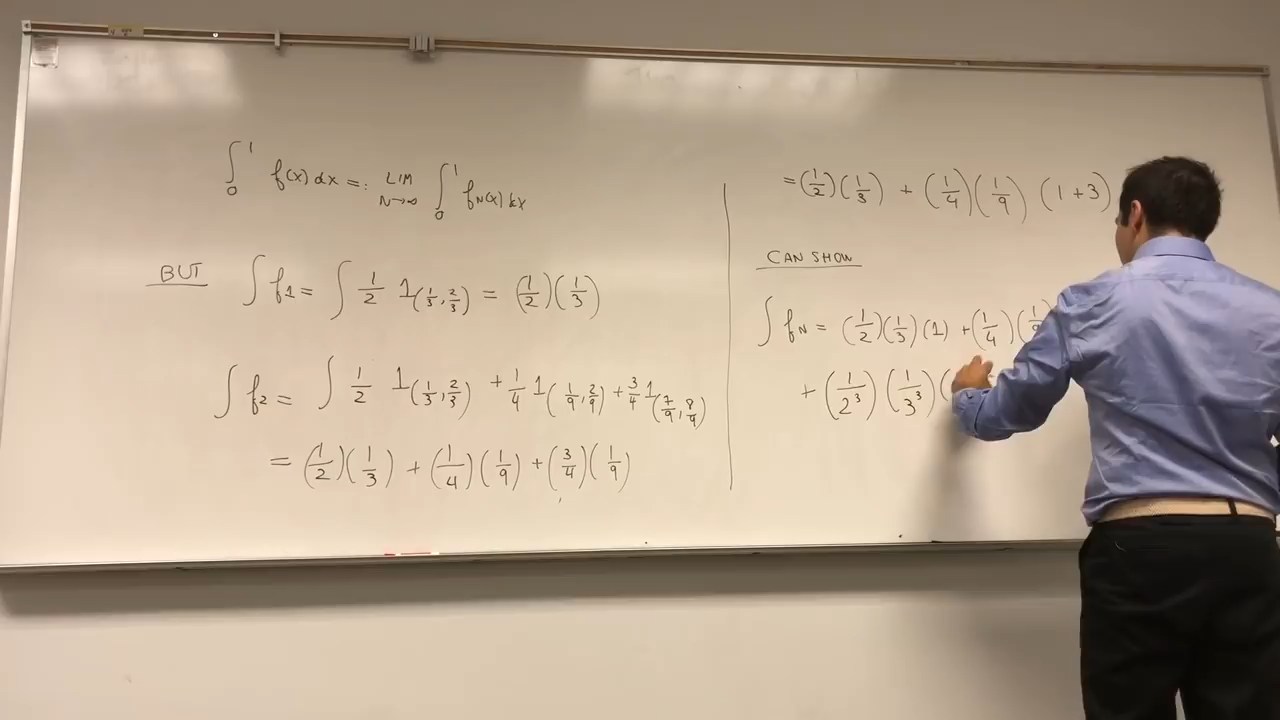 ∫₀¹ f(x) dx =: LIM N→∞ ∫₀¹ f_N(x) dx
BUT ∫ f₁ = ∫ 1/2 1_(1/3, 2/3) = (1/2)(1/3)
∫ f₂ = ∫ 1/2 1_(1/3, 2/3) + 1/4 1_(1/9, 2/9) + 3/4 1_(7/9, 8/9)
= (1/2)(1/3) + (1/4)(1/9) + (3/4)(1/9)
= (1/2)(1/3) + (1/4)(1/9) (1+3)
CAN SHOW
∫ f_N = (1/2)(1/3)(1) + (1/4)(1/9
+ (1/2³)(1/3³)(